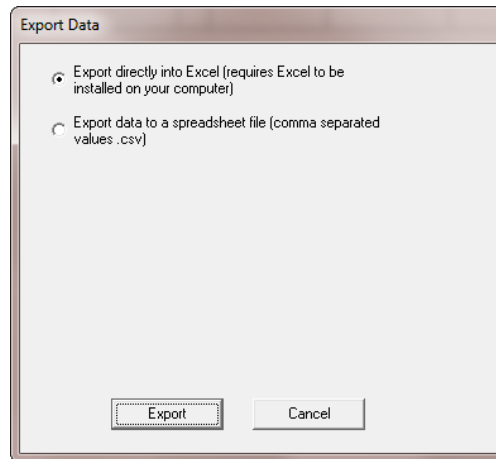 Export Data
Export directly into Excel (requires Excel to be
installed on your computer)
Export data to a spreadsheet file (comma separated
values .csv)
Export
Cancel